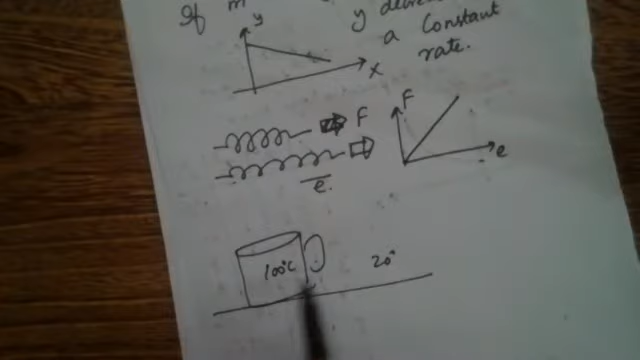 If m
y decre
a constant
rate.
y
x
F
F
e
e
100°C
20°